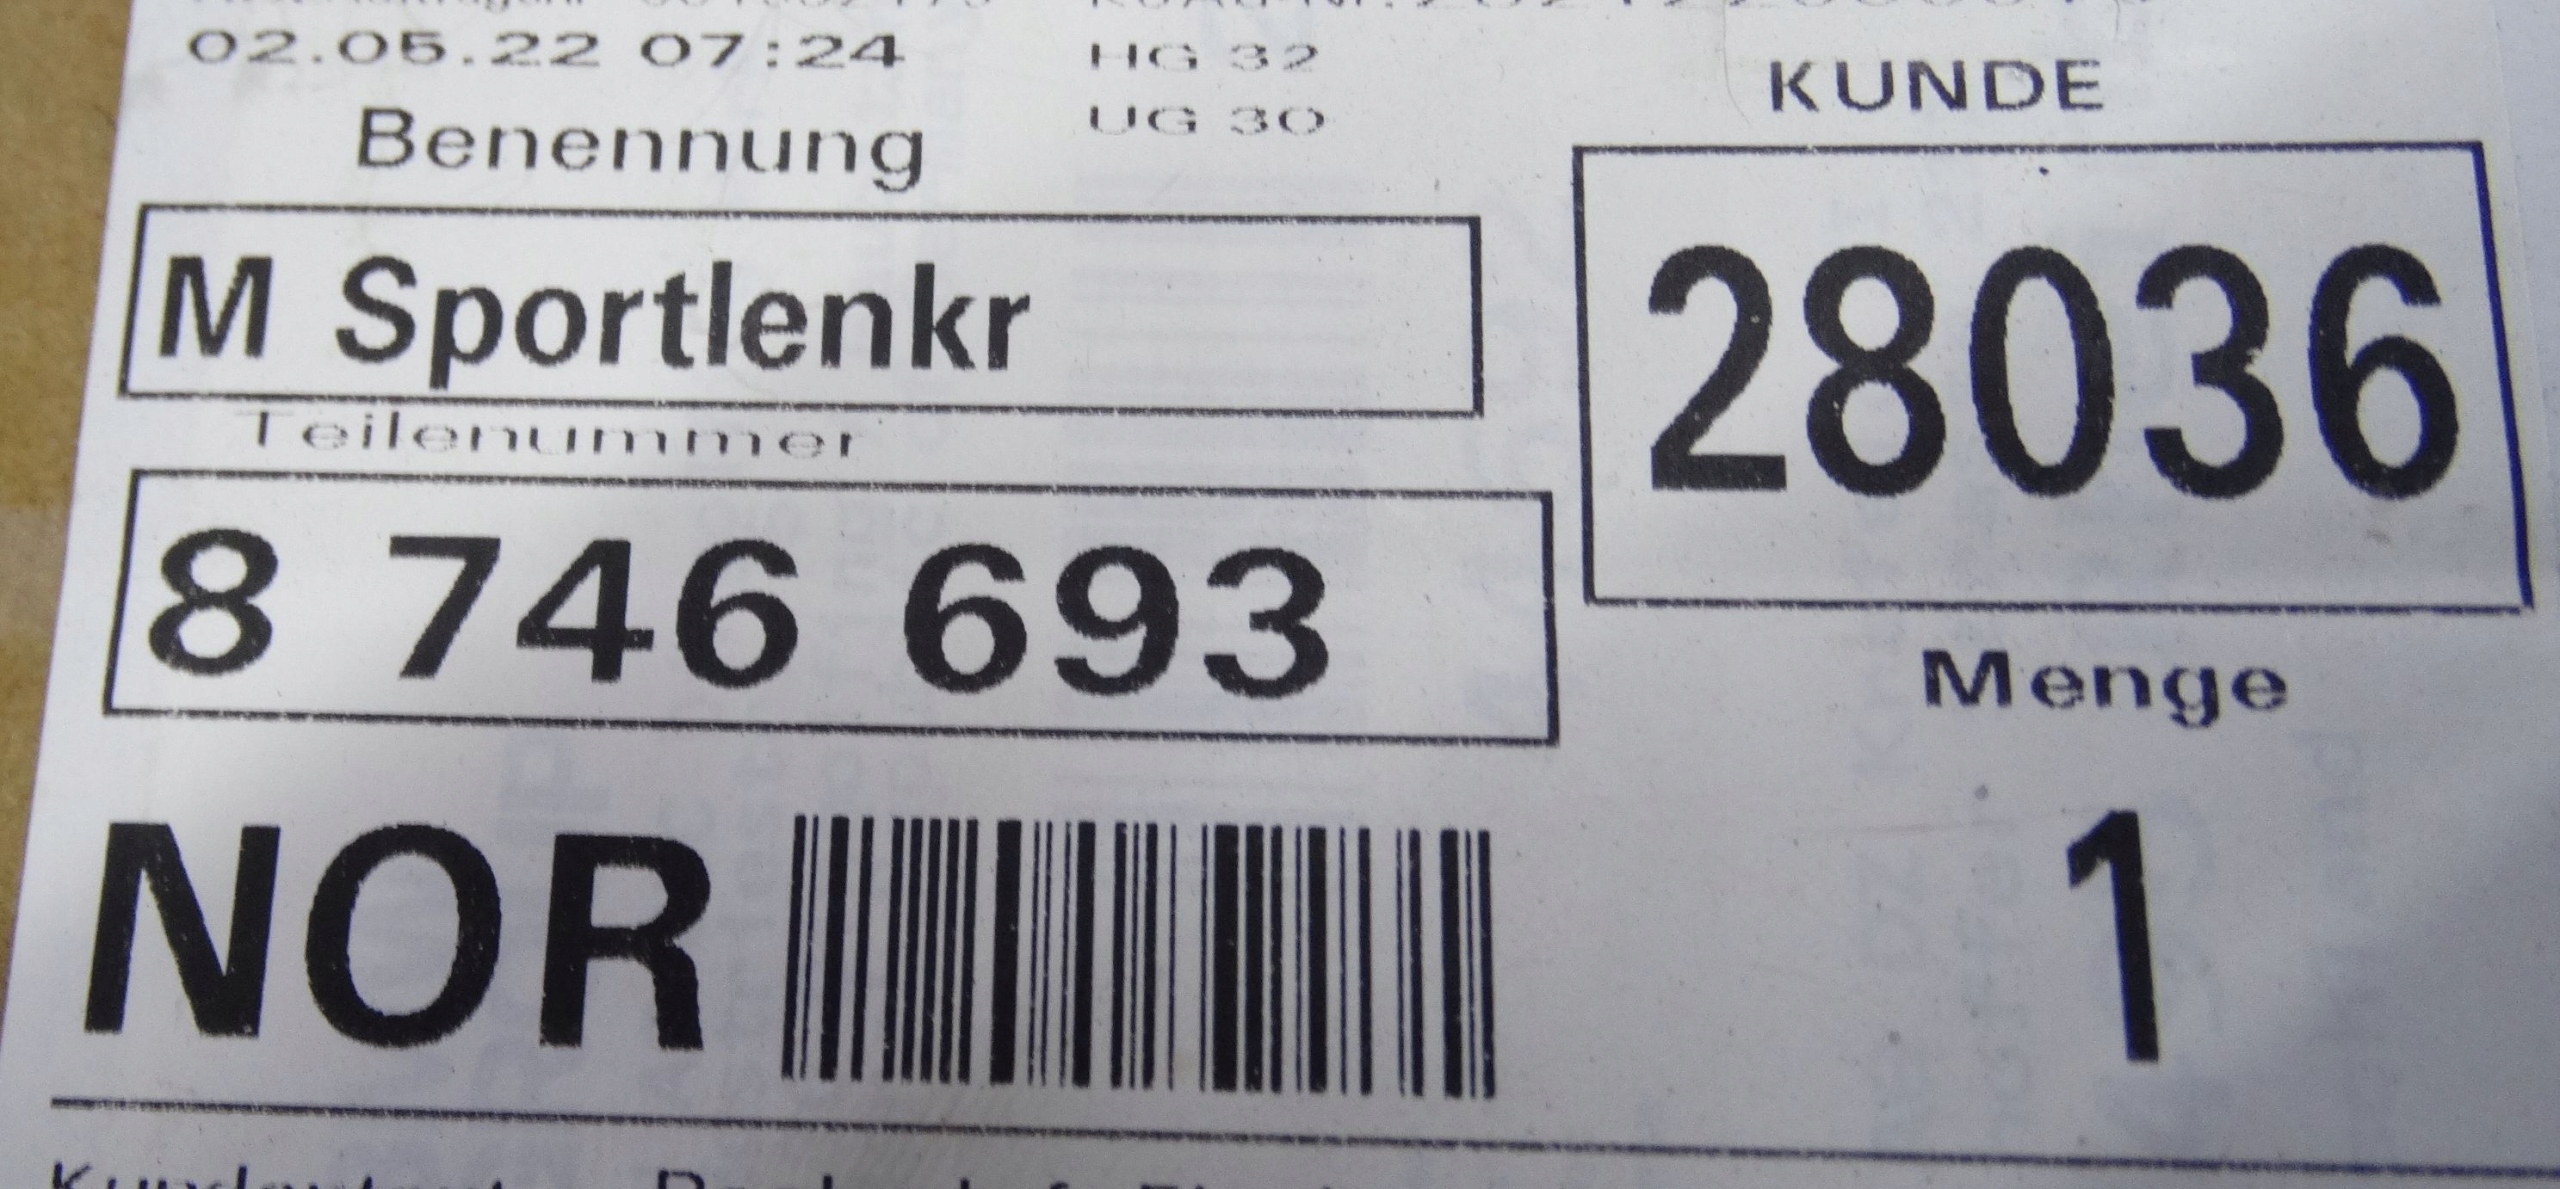 02.05.22 07:24
HG 32
UG 30
KUNDE
Benennung
M Sportlenkr
28036
Teilenummer
8 746 693
Menge
NOR
1